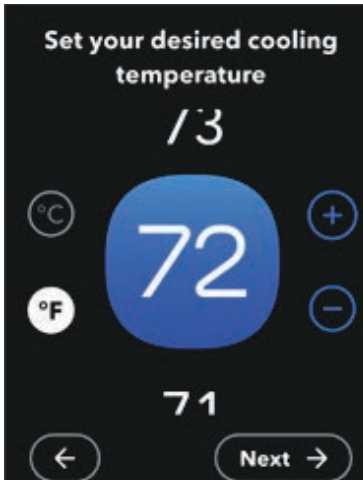 Set your desired cooling
temperature
73
°C
72
+
°F
−
71
← Next →